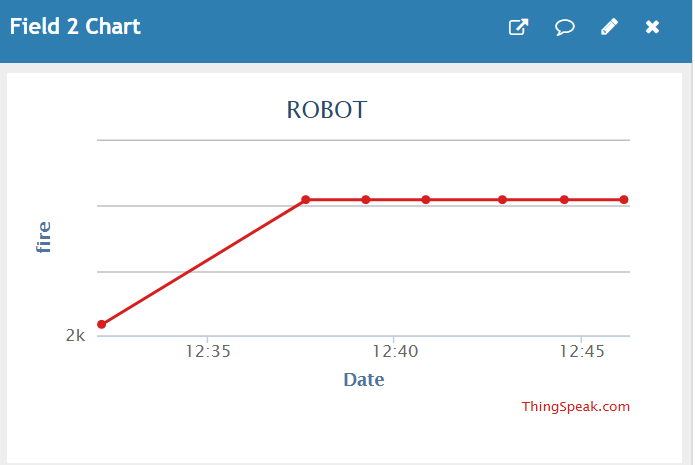 Field 2 Chart
ROBOT
fire
2k
12:35 12:40 12:45
Date
ThingSpeak.com